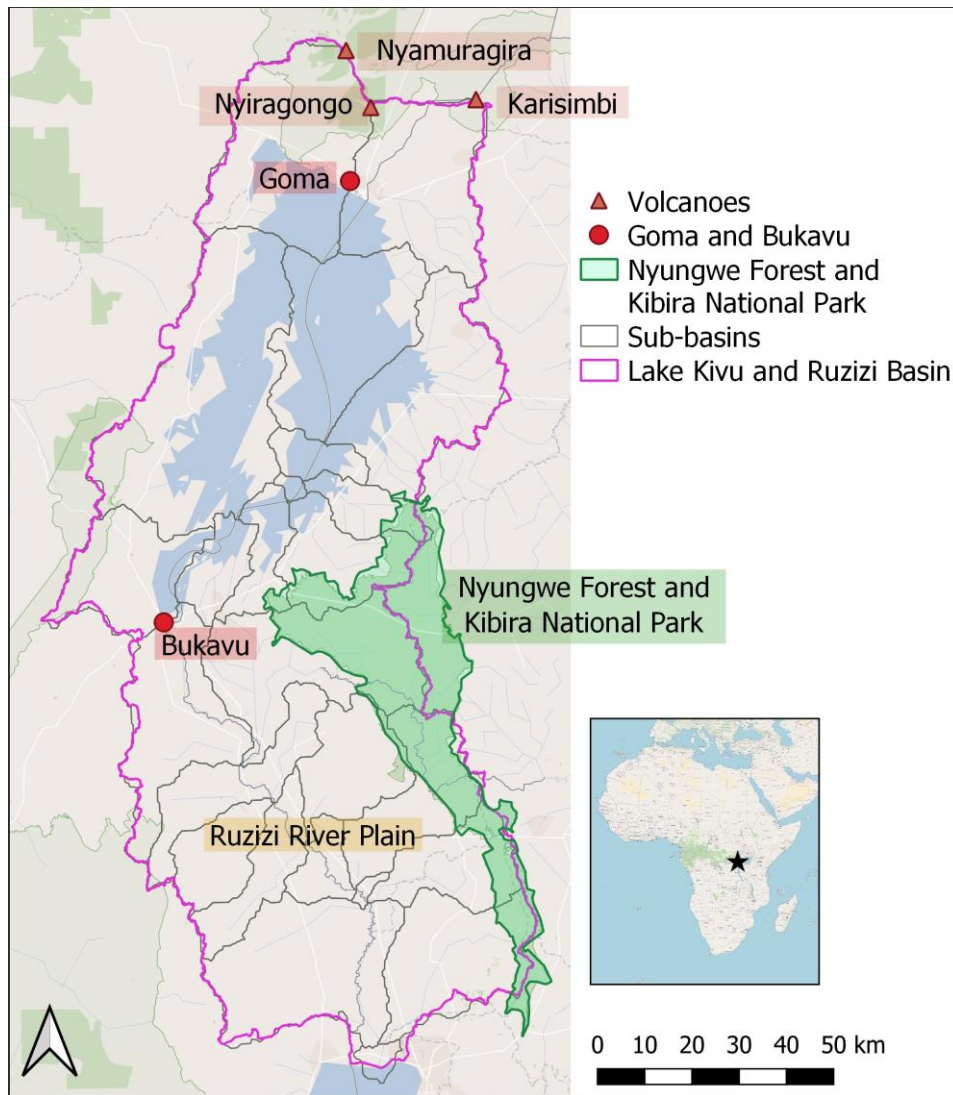 Nyamuragira
Nyiragongo
Karisimbi
Goma
Volcanoes
Goma and Bukavu
Nyungwe Forest and
Kibira National Park
Sub-basins
Lake Kivu and Ruzizi Basin
Nyungwe Forest and
Kibira National Park
Bukavu
Ruzizi River Plain
0 10 20 30 40 50 km